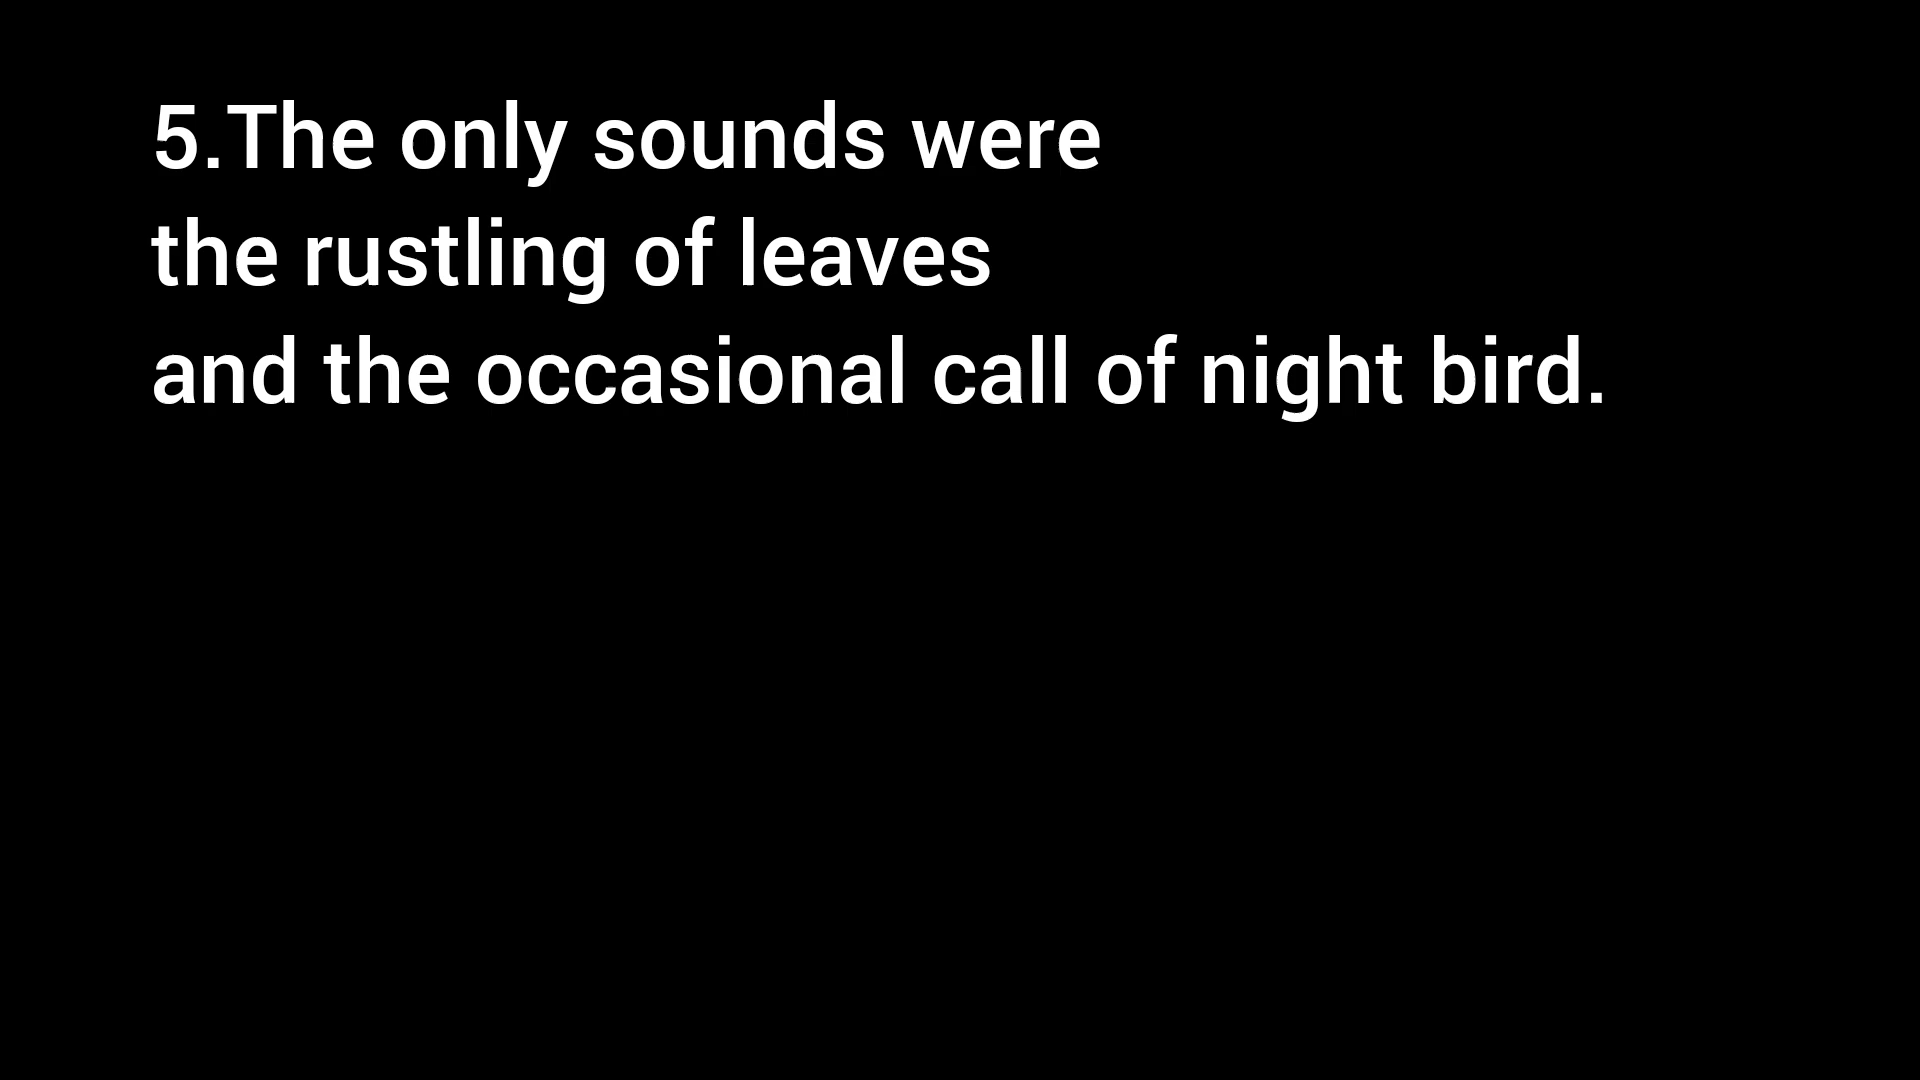 5.The only sounds were
the rustling of leaves
and the occasional call of night bird.